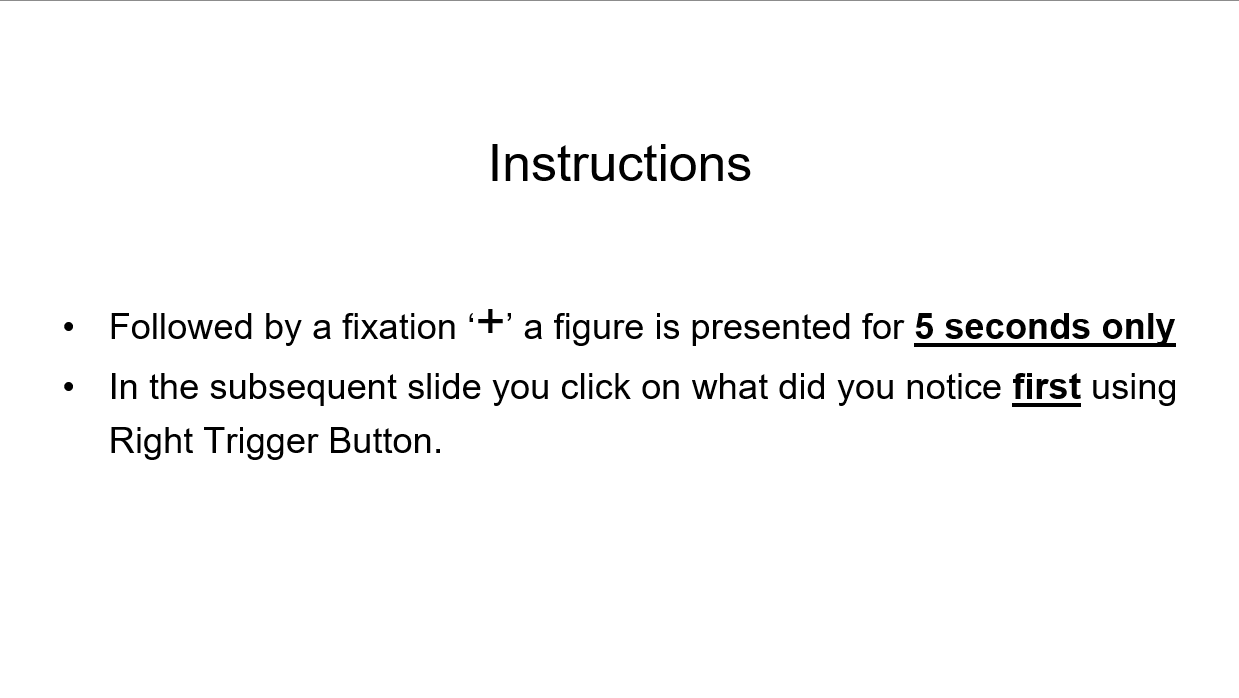 Instructions
• Followed by a fixation ‘+’ a figure is presented for 5 seconds only
• In the subsequent slide you click on what did you notice first using
Right Trigger Button.